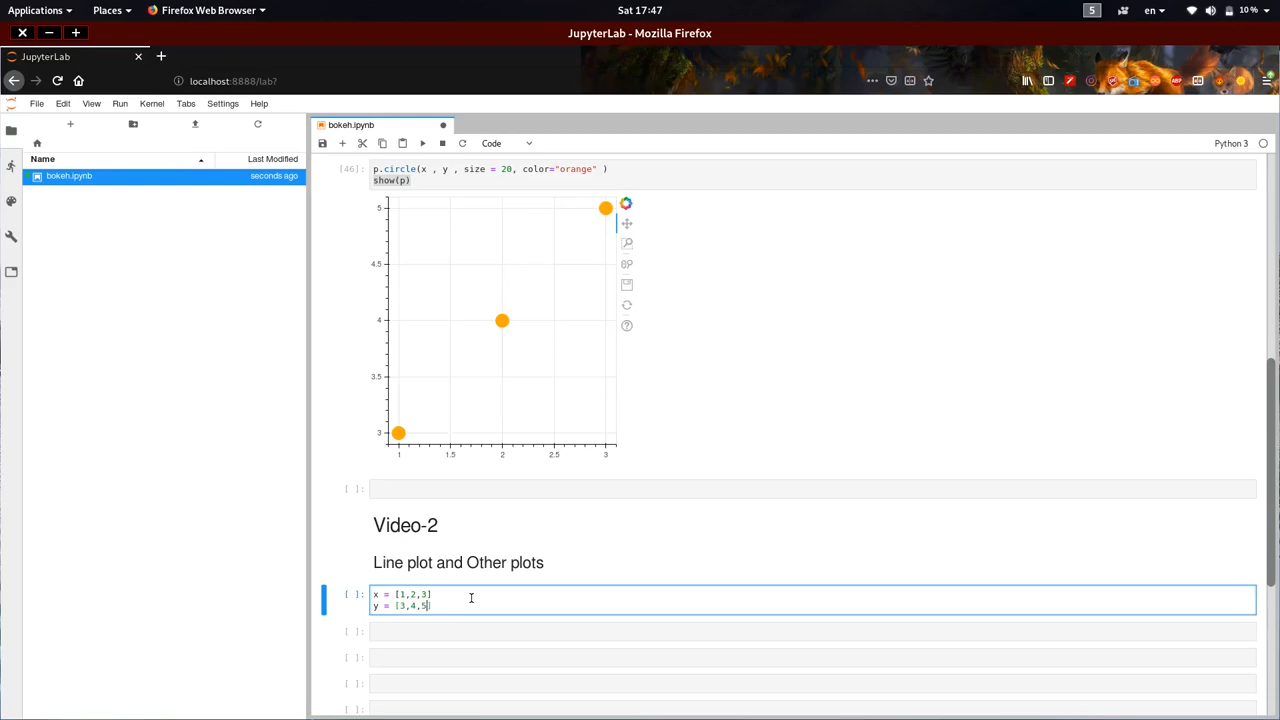 Applications
Places
Firefox Web Browser
Sat 17:47
5
en
10 %
JupyterLab - Mozilla Firefox
JupyterLab
localhost:8888/lab?
File Edit View Run Kernel Tabs Settings Help
bokeh.ipynb
Name
Last Modified
bokeh.ipynb
seconds ago
Code
Python 3
[46]:
p.circle(x , y , size = 20, color="orange" )
show(p)
5
4.5
4
3.5
3
1 1.5 2 2.5 3
[ ]:
Video-2
Line plot and Other plots
[ ]:
x = [1,2,3]
y = [3,4,5]
[ ]:
[ ]:
[ ]:
[ ]: